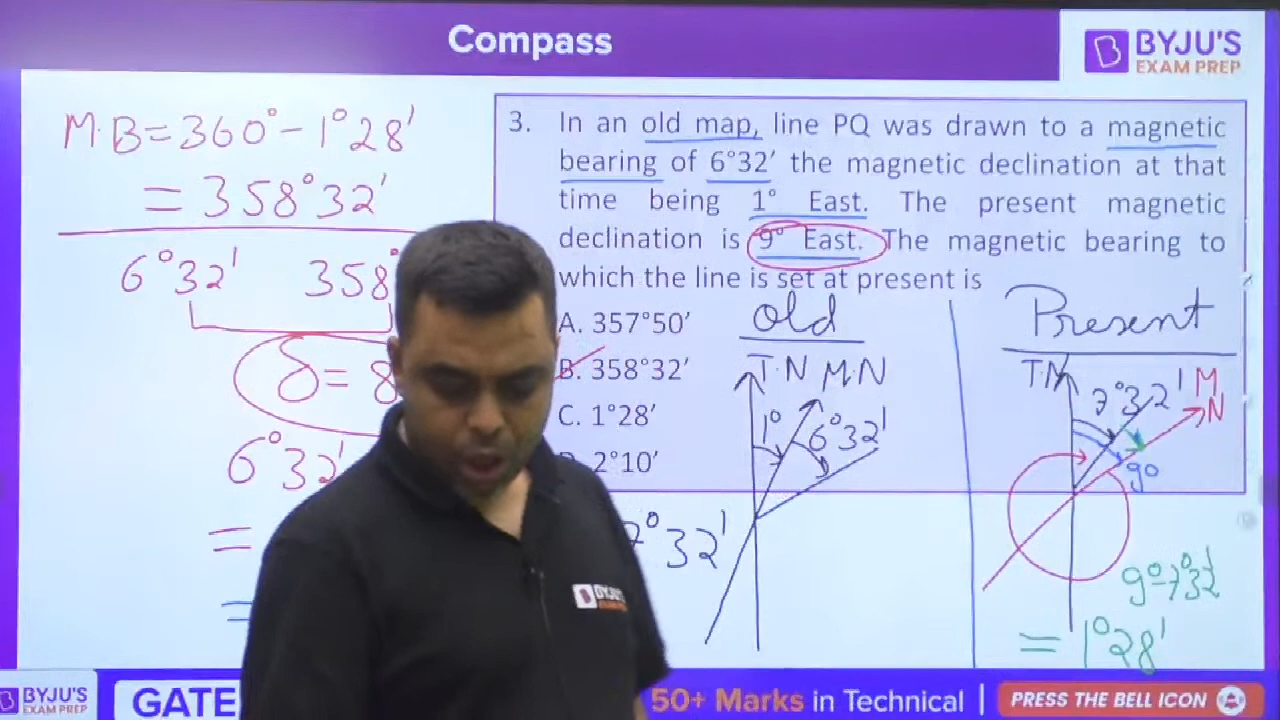 Compass
BYJU'S
EXAM PREP
M·B=360°-1°28'
=358°32'
6°32' 358°
δ=8
6°32'
=
=
3. In an old map, line PQ was drawn to a magnetic
bearing of 6°32' the magnetic declination at that
time being 1° East. The present magnetic
declination is 9° East. The magnetic bearing to
which the line is set at present is
A. 357°50'
B. 358°32'
C. 1°28'
2°10'
old
T·N M·N
1° 6°32'
7°32'
Present
TN 7°32' M
N
9°
9°-7°32'
=1°28'
BYJU'S
BYJU'S
EXAM PREP
GATE
50+ Marks in Technical
PRESS THE BELL ICON